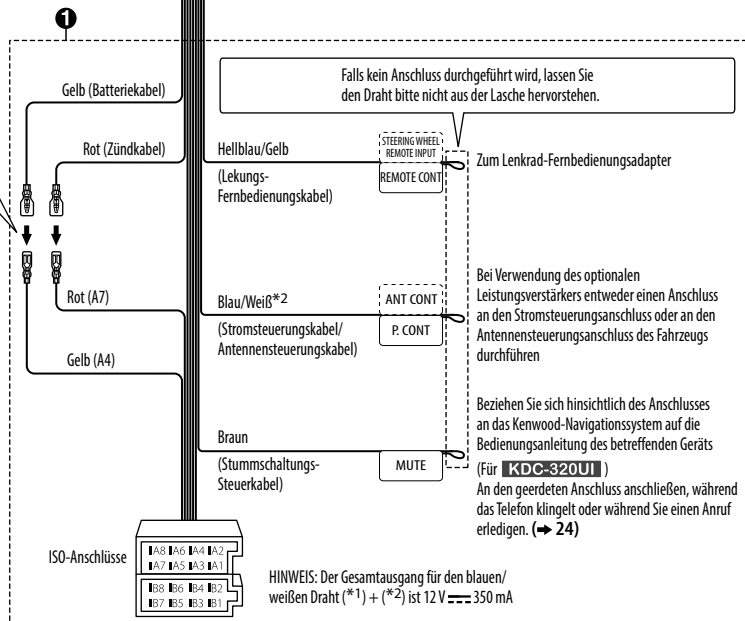 1
Falls kein Anschluss durchgeführt wird, lassen Sie
den Draht bitte nicht aus der Lasche hervorstehen.
Gelb (Batteriekabel)
Rot (Zündkabel)
Hellblau/Gelb
(Lekungs-
Fernbedienungskabel)
STEERING WHEEL
REMOTE INPUT
REMOTE CONT
Zum Lenkrad-Fernbedienungsadapter
Rot (A7)
Gelb (A4)
Blau/Weiß*2
(Stromsteuerungskabel/
Antennensteuerungskabel)
ANT CONT
P. CONT
Bei Verwendung des optionalen
Leistungsverstärkers entweder einen Anschluss
an den Stromsteuerungsanschluss oder an den
Antennensteuerungsanschluss des Fahrzeugs
durchführen
Braun
(Stummschaltungs-
Steuerkabel)
MUTE
Beziehen Sie sich hinsichtlich des Anschlusses
an das Kenwood-Navigationssystem auf die
Bedienungsanleitung des betreffenden Geräts
(Für KDC-320UI )
An den geerdeten Anschluss anschließen, während
das Telefon klingelt oder während Sie einen Anruf
erledigen. (➡ 24)
ISO-Anschlüsse
A8 A6 A4 A2
A7 A5 A3 A1
B8 B6 B4 B2
B7 B5 B3 B1
HINWEIS: Der Gesamtausgang für den blauen/
weißen Draht (*1) + (*2) ist 12 V ⎓ 350 mA